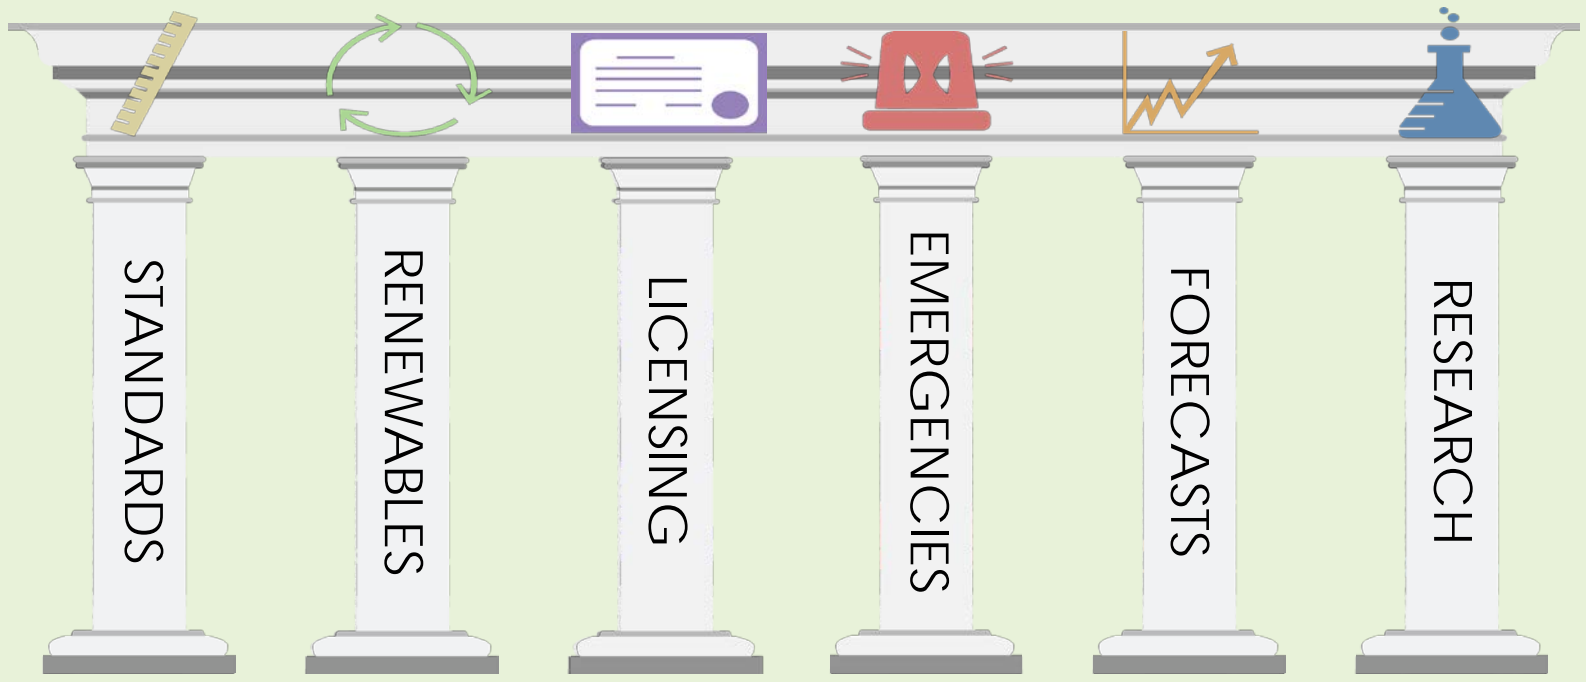 STANDARDS
RENEWABLES
LICENSING
EMERGENCIES
FORECASTS
RESEARCH